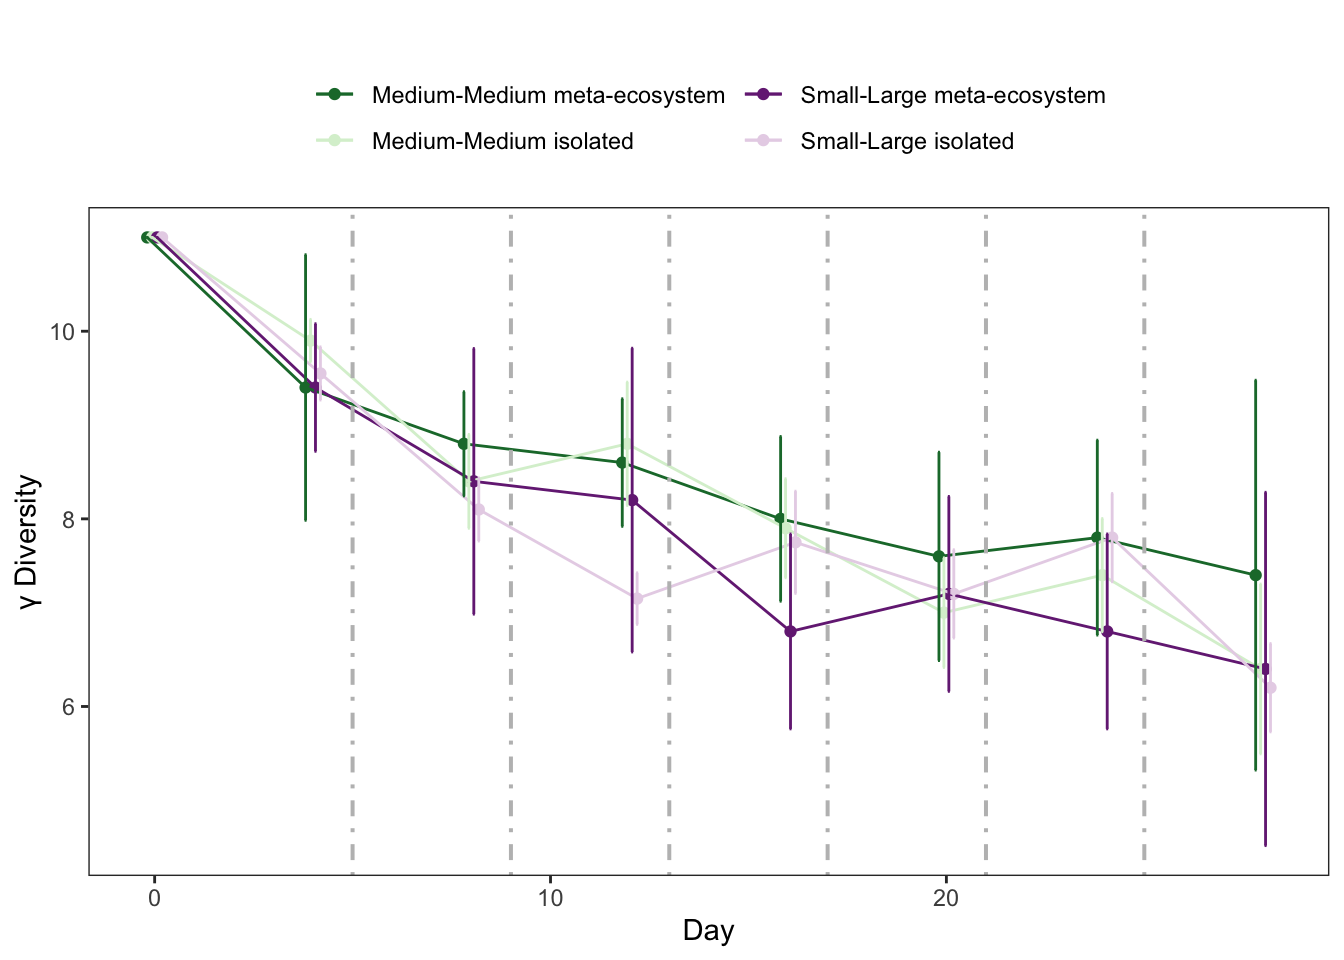 Medium-Medium meta-ecosystem
Small-Large meta-ecosystem
Medium-Medium isolated
Small-Large isolated
γ Diversity
10
8
6
0
10
20
Day